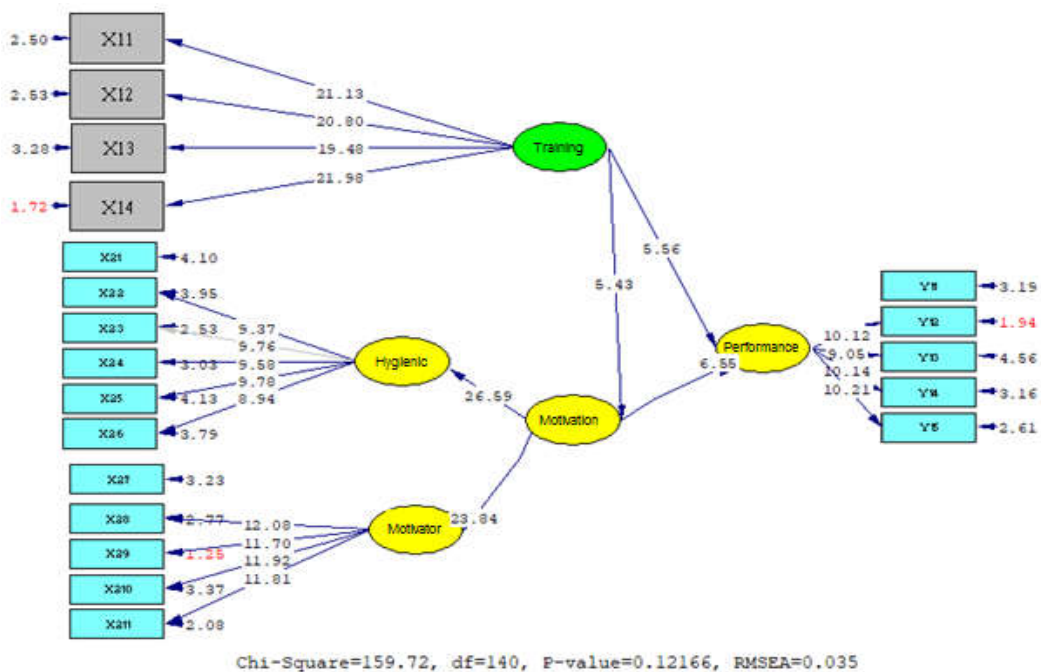 2.50 X11
21.13
2.53 X12
20.80
3.28 X13
19.48
Training
21.98
1.72 X14
X21 4.10
5.56
X22 3.95
5.43
Y11 3.19
X23 2.53
9.37
10.12 Y12 1.94
9.76
Performance
9.05 Y13 4.56
X24 3.03
9.58
Hygienic
6.55
9.78
10.14
X25 4.13
8.94
26.59
10.21 Y14 3.16
X26 3.79
Motivation
Y15 2.61
X27 3.23
X28 2.77
12.08
Motivator
23.84
11.70
X29 1.25
11.92
11.81
X210 3.37
X211 2.08
Chi-Square=159.72, df=140, P-value=0.12166, RMSEA=0.035